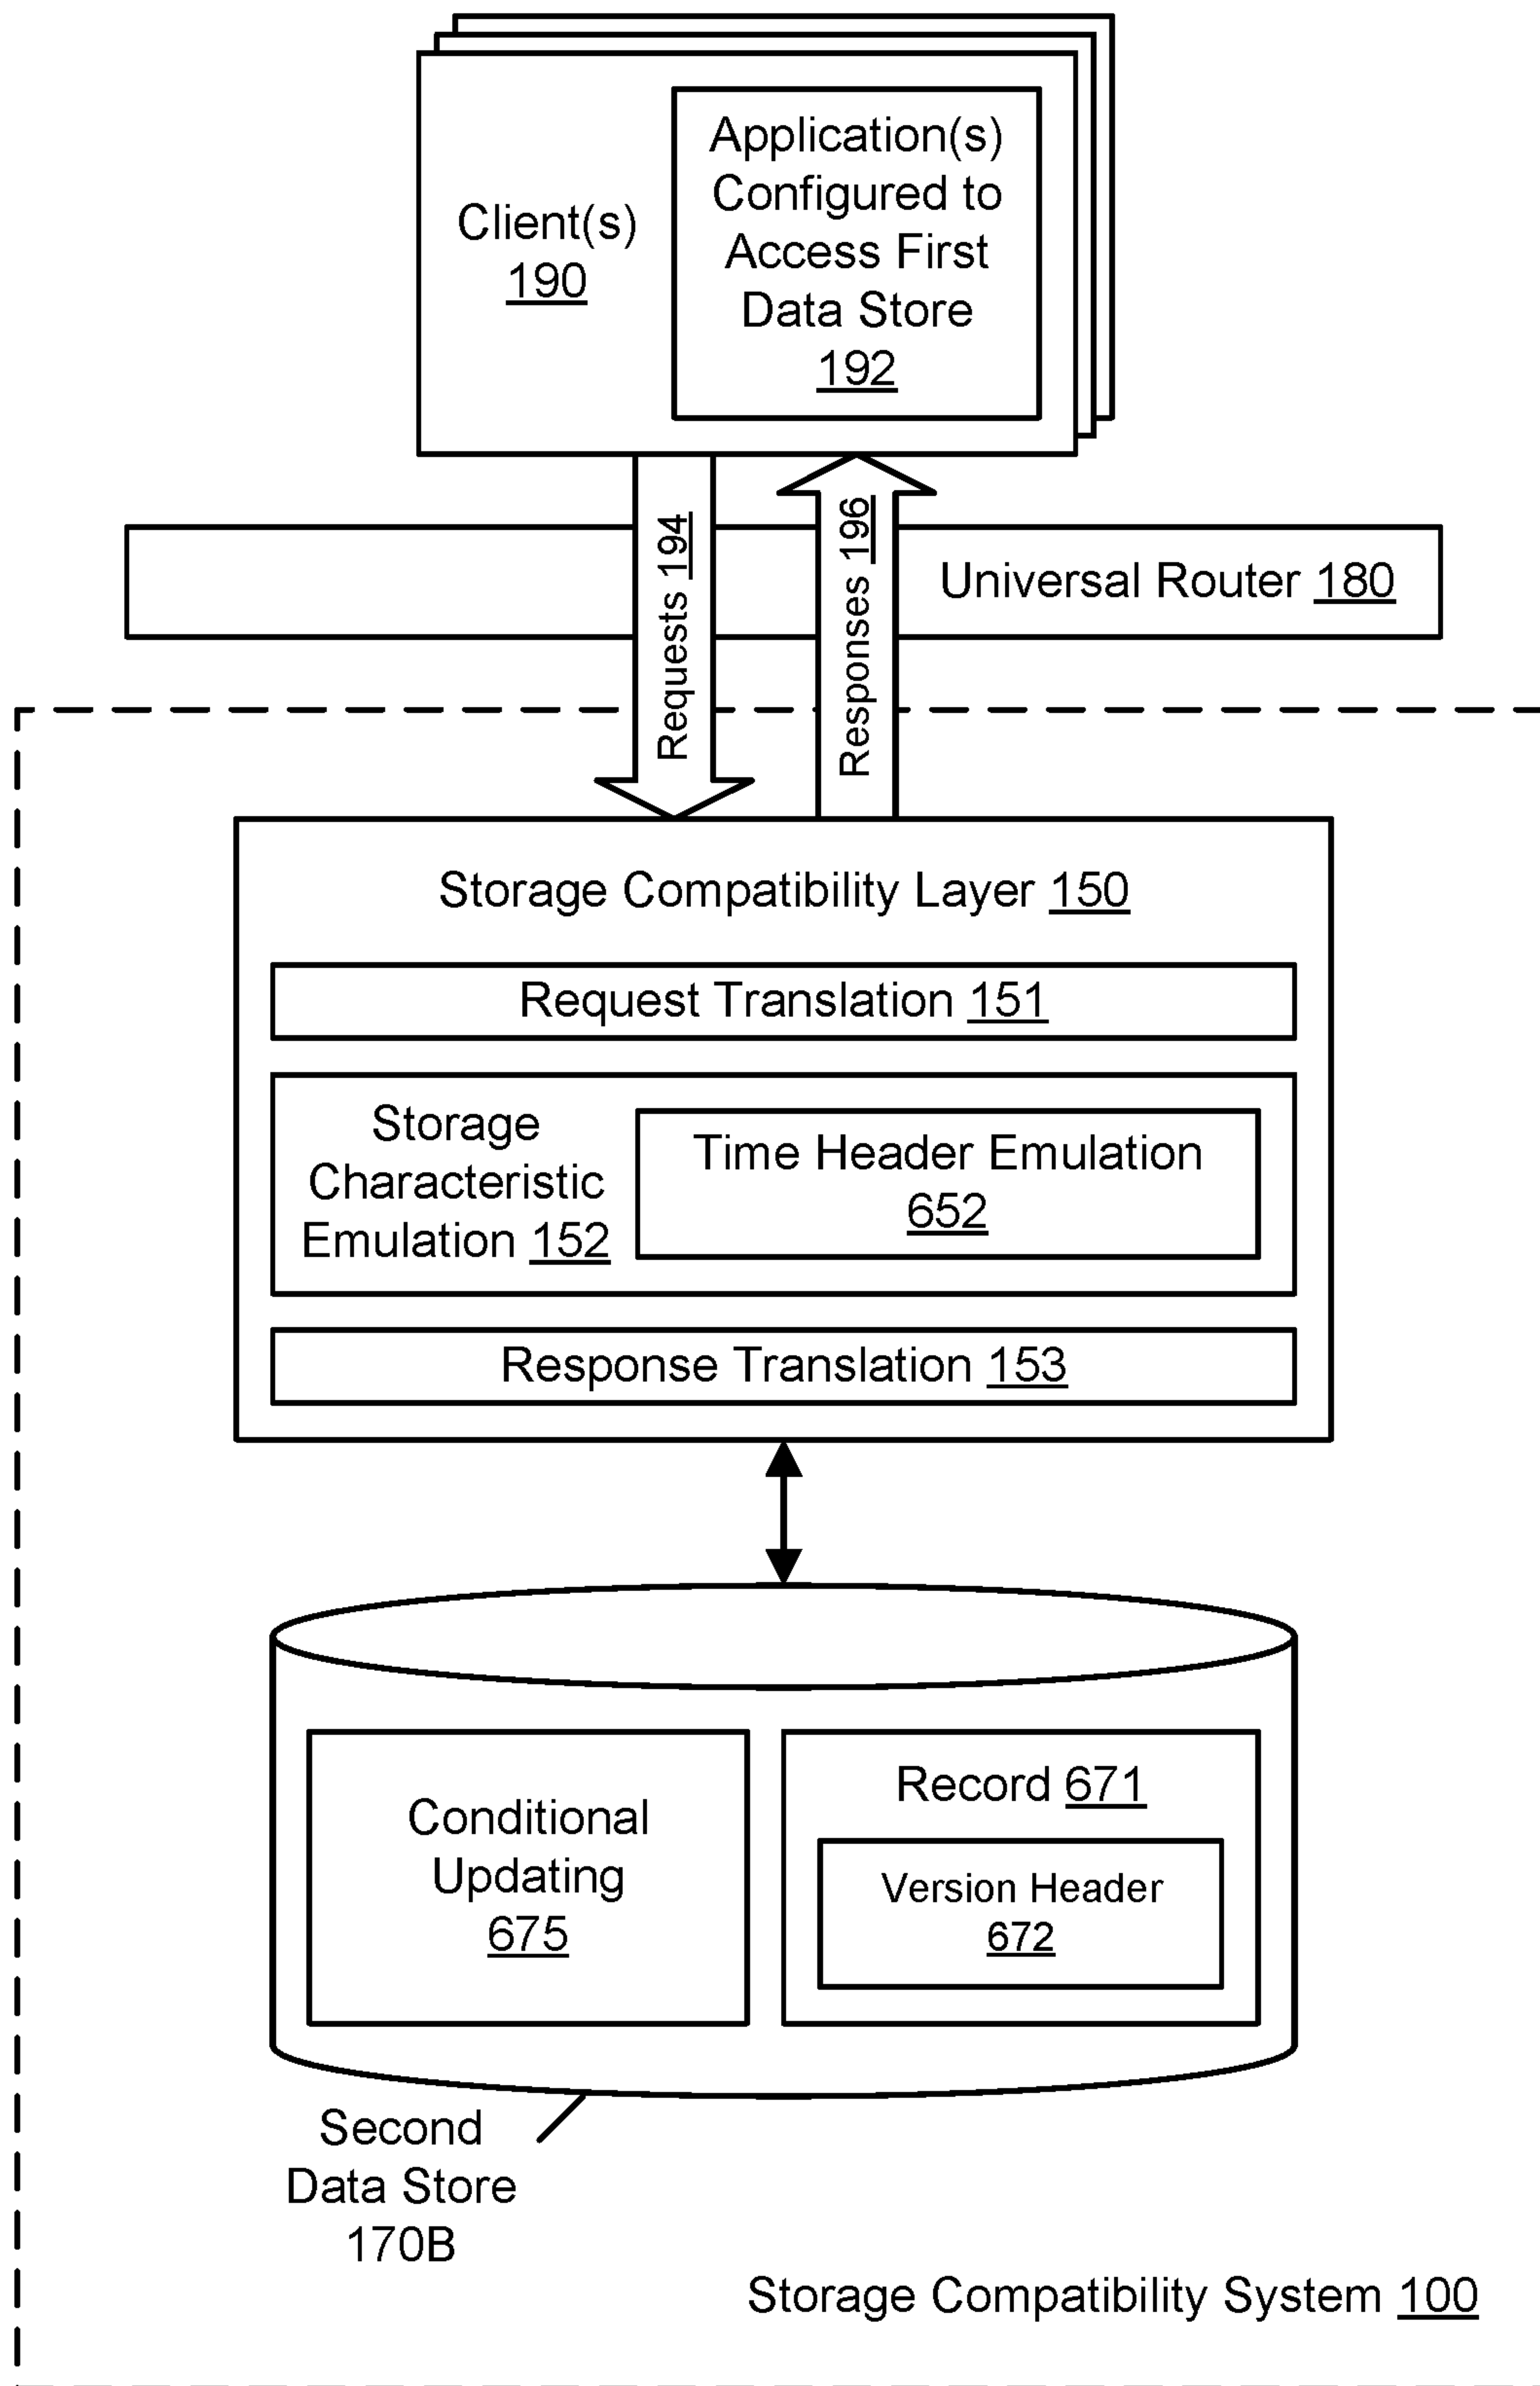 Client(s)
190
Application(s)
Configured to
Access First
Data Store
192
Requests 194
Responses 196
Universal Router 180
Storage Compatibility Layer 150
Request Translation 151
Storage
Characteristic
Emulation 152
Time Header Emulation
652
Response Translation 153
Conditional
Updating
675
Record 671
Version Header
672
Second
Data Store
170B
Storage Compatibility System 100